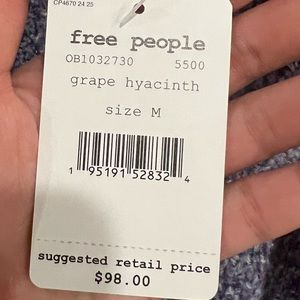 CP4670 24.25
free people
OB1032730 5500
grape hyacinth
size M
1 95191 52832 4
suggested retail price
$98.00